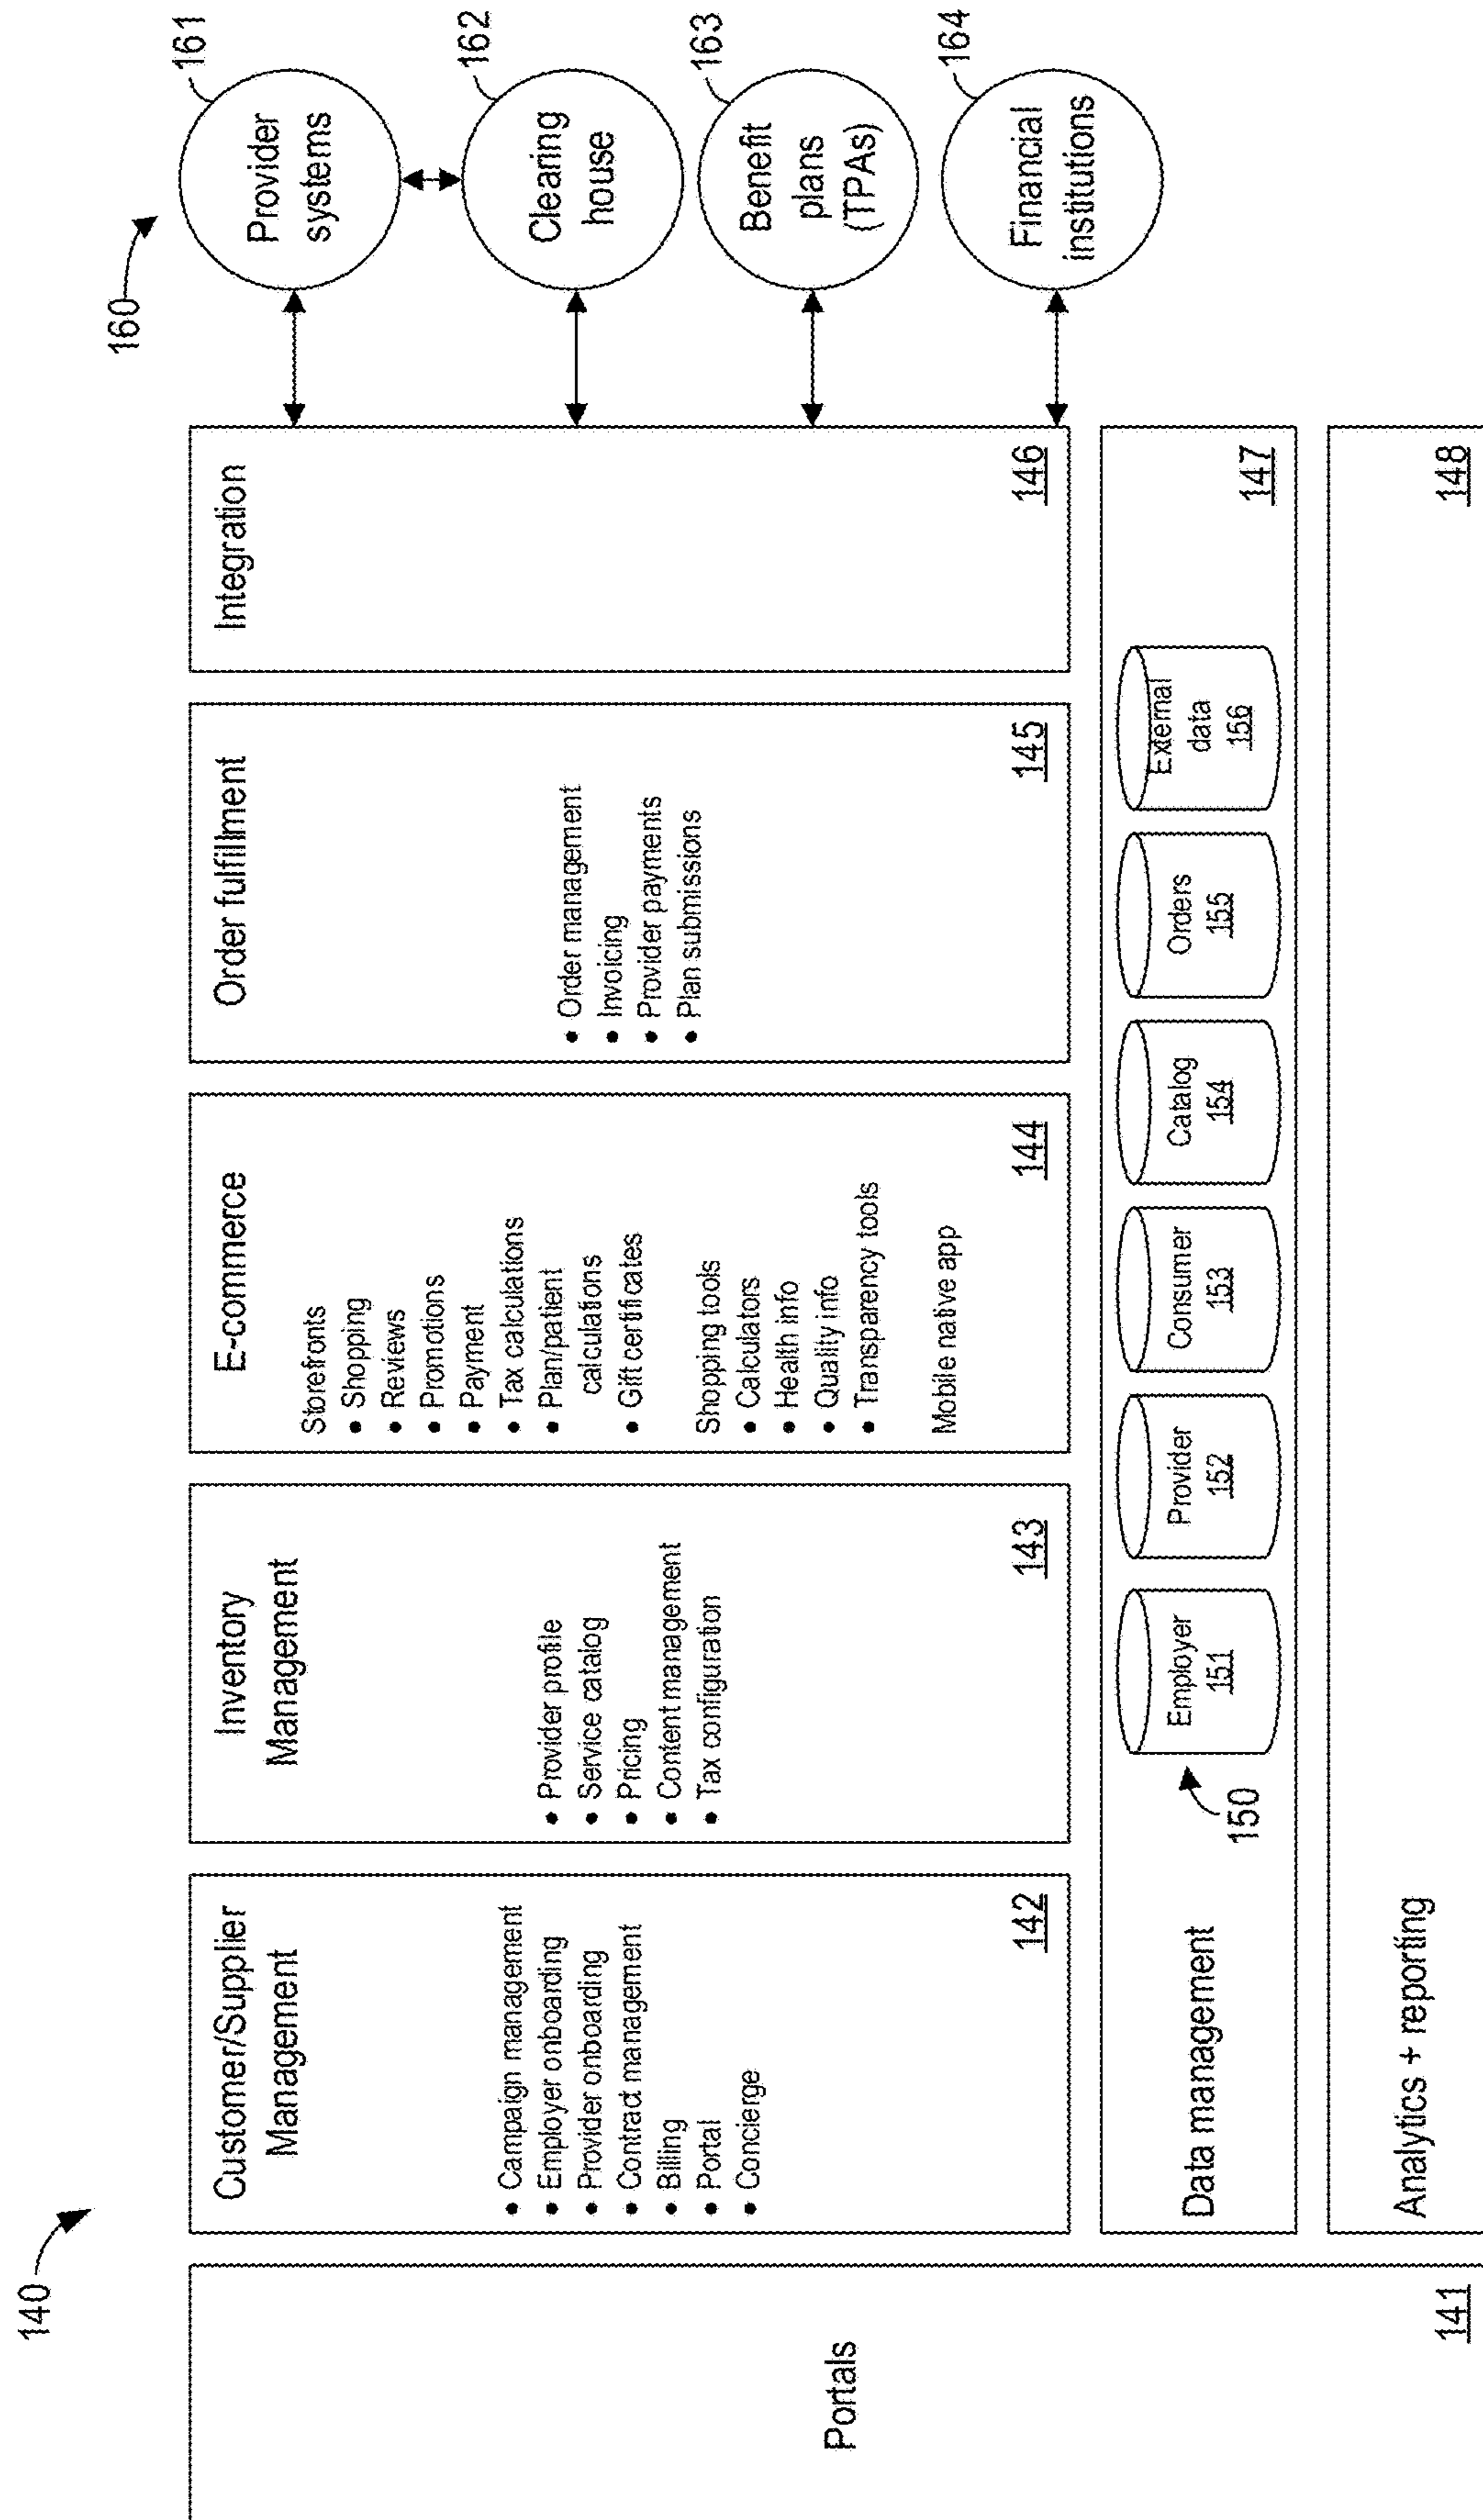 140
160
Portals
141
Customer/Supplier
Management
• Campaign management
• Employer onboarding
• Provider onboarding
• Contract management
• Billing
• Portal
• Concierge
142
Inventory
Management
• Provider profile
• Service catalog
• Pricing
• Content management
• Tax configuration
143
E-commerce
Storefronts
• Shopping
• Reviews
• Promotions
• Payment
• Tax calculations
• Plan/patient
calculations
• Gift certificates
Shopping tools
• Calculators
• Health info
• Quality info
• Transparency tools
Mobile native app
144
Order fulfillment
• Order management
• Invoicing
• Provider payments
• Plan submissions
145
Integration
146
Provider
systems
161
Clearing
house
162
Benefit
plans
(TPAs)
163
Financial
institutions
164
Data management
150
Employer
151
Provider
152
Consumer
153
Catalog
154
Orders
155
External
data
156
147
Analytics + reporting
148